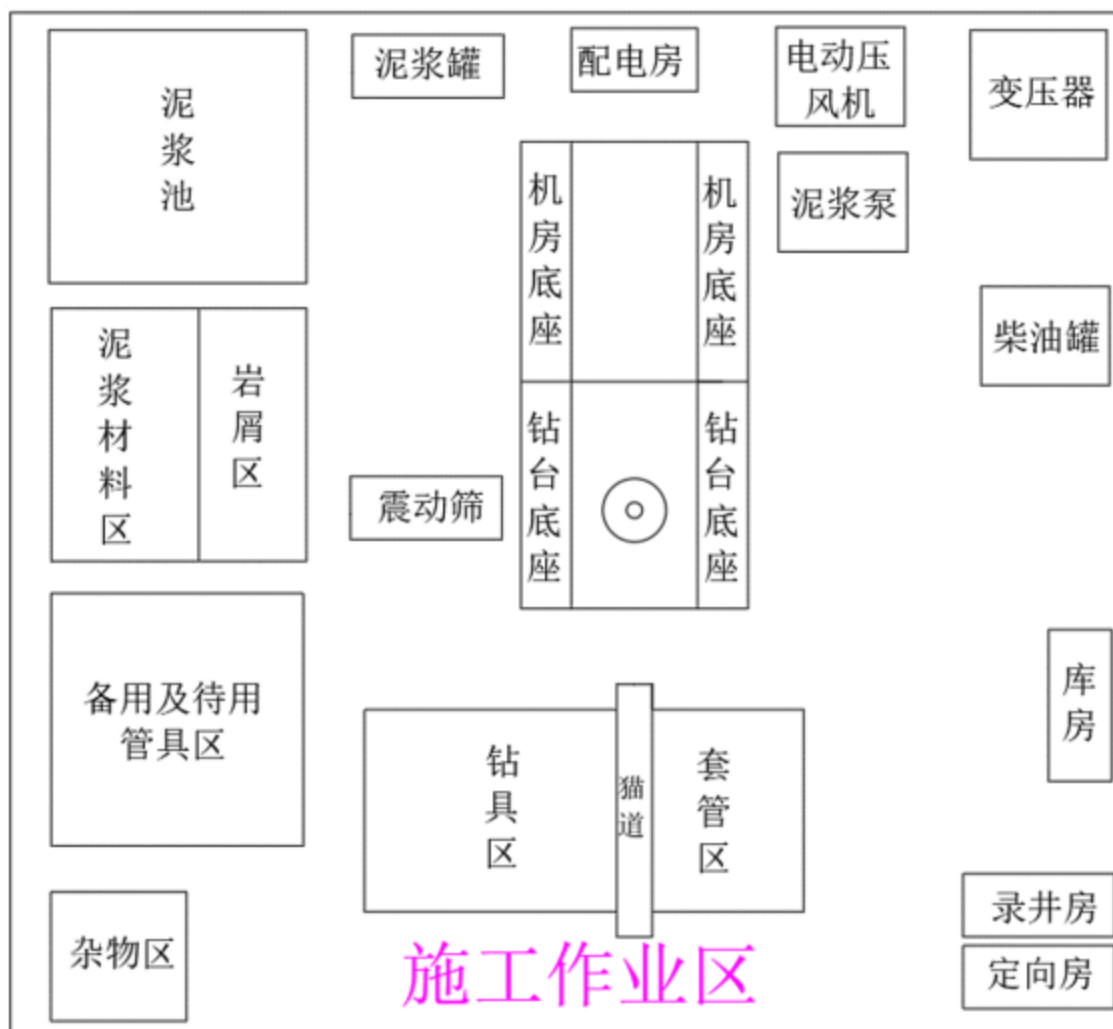 泥浆池
泥浆罐
配电房
电动压
风机
变压器
机房底座
机房底座
泥浆泵
泥浆材料区
岩屑区
柴油罐
震动筛
钻台底座
钻台底座
备用及待用
管具区
钻具区
猫道
套管区
库房
杂物区
录井房
定向房
施工作业区